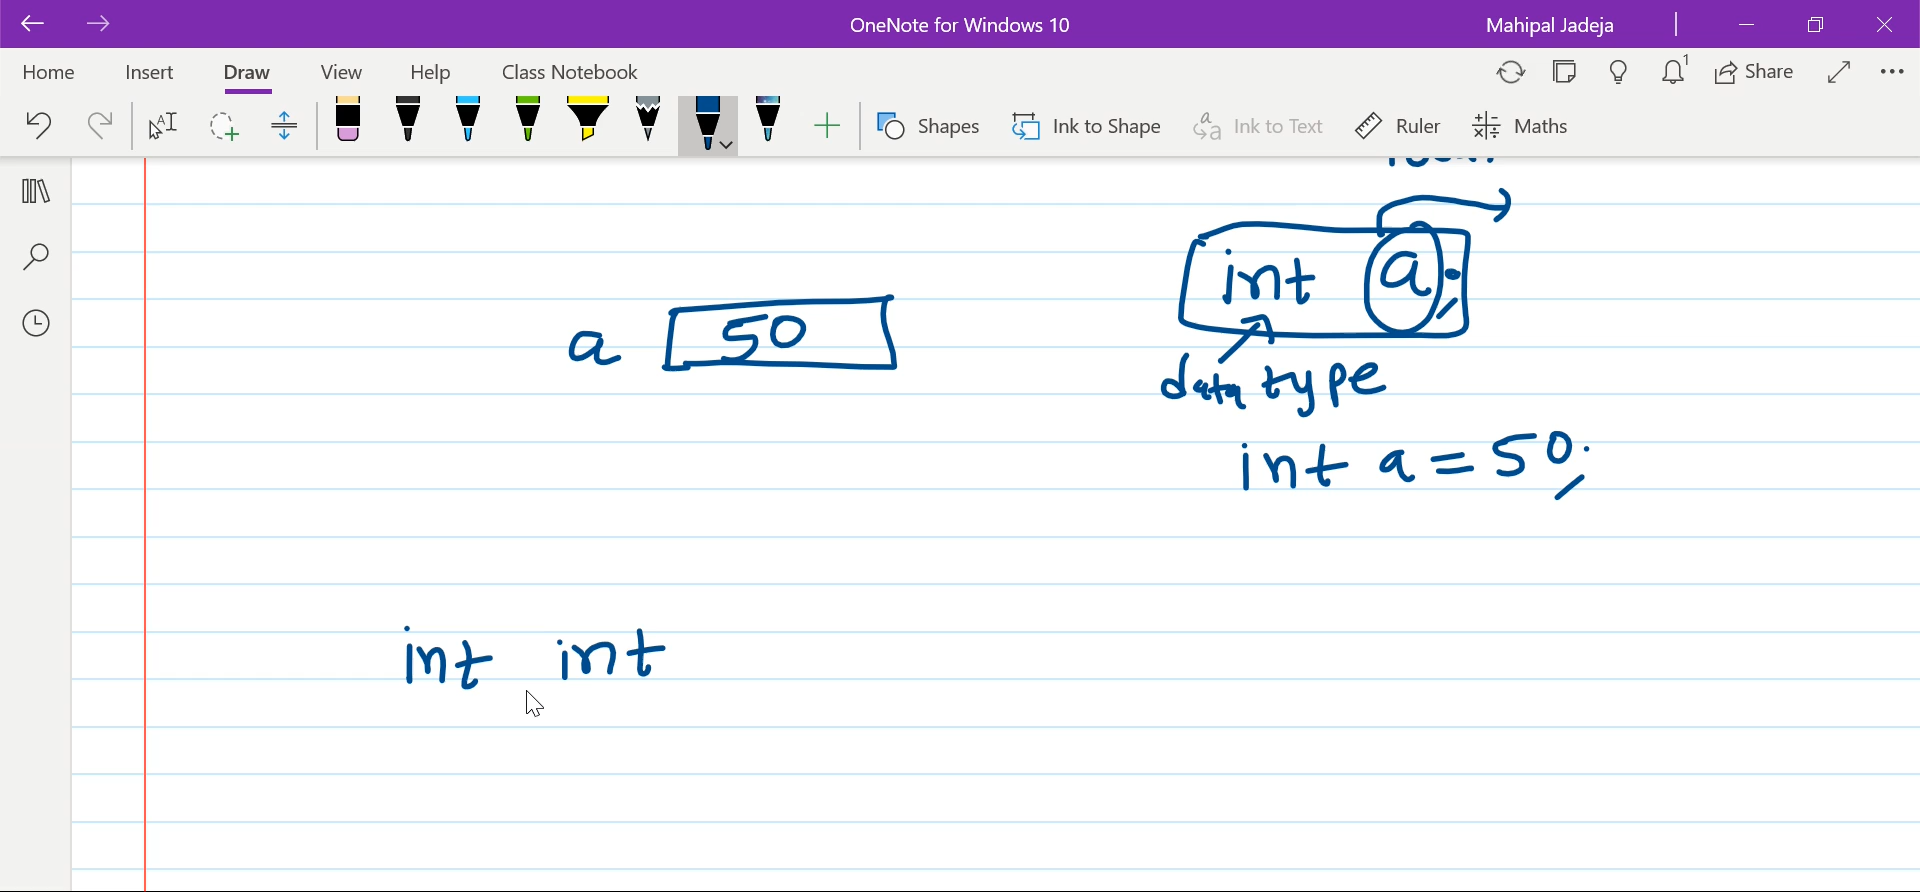 OneNote for Windows 10
Mahipal Jadeja
Home Insert Draw View Help Class Notebook
Share
Shapes Ink to Shape Ink to Text Ruler Maths
int a;
a 50
data type
int a = 50;
int int